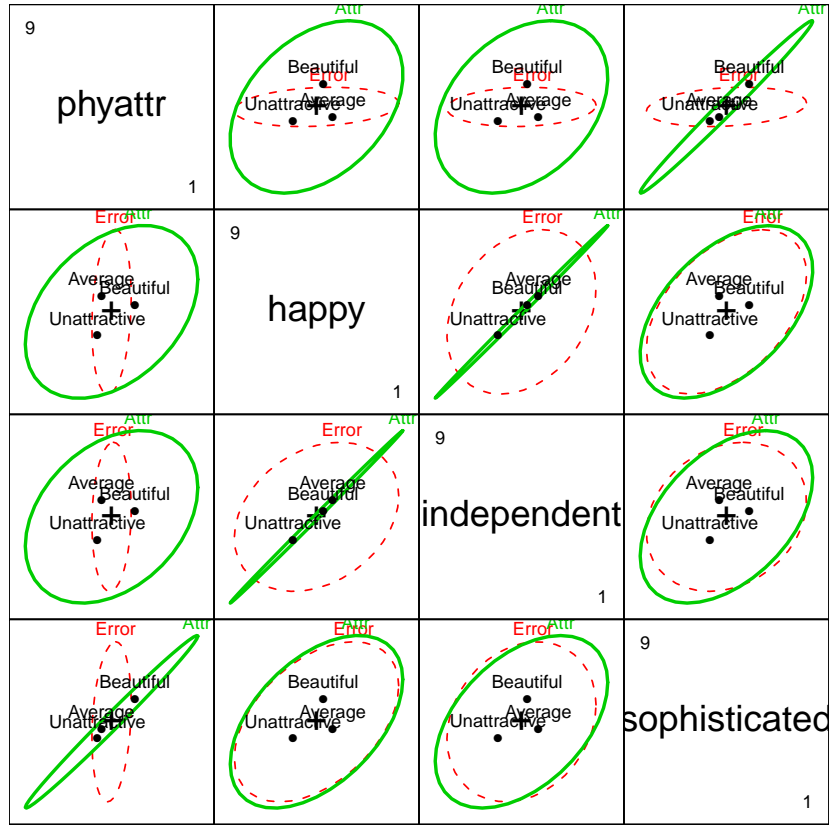 9
phyattr
1
Attr
Beautiful
Error
Unattractive
Average
Attr
Beautiful
Error
Unattractive
Average
Attr
Beautiful
Error
Unattractive
Average
Attr
Error
Average
Beautiful
Unattractive
9
happy
1
Attr
Error
Average
Beautiful
Unattractive
Attr
Error
Average
Beautiful
Unattractive
Attr
Error
Average
Beautiful
Unattractive
Attr
Error
Average
Beautiful
Unattractive
9
independent
1
Attr
Error
Average
Beautiful
Unattractive
Attr
Error
Beautiful
Average
Unattractive
Attr
Error
Beautiful
Average
Unattractive
Attr
Error
Beautiful
Average
Unattractive
9
sophisticated
1